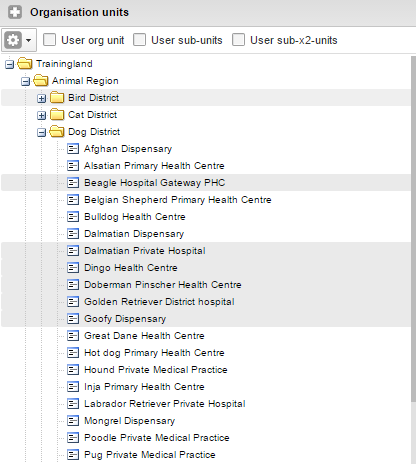 Organisation units
User org unit User sub-units User sub-x2-units
Trainingland
Animal Region
Bird District
Cat District
Dog District
Afghan Dispensary
Alsatian Primary Health Centre
Beagle Hospital Gateway PHC
Belgian Shepherd Primary Health Centre
Bulldog Health Centre
Dalmatian Dispensary
Dalmatian Private Hospital
Dingo Health Centre
Doberman Pinscher Health Centre
Golden Retriever District hospital
Goofy Dispensary
Great Dane Health Centre
Hot dog Primary Health Centre
Hound Private Medical Practice
Inja Primary Health Centre
Labrador Retriever Private Hospital
Mongrel Dispensary
Poodle Private Medical Practice
Pug Private Medical Practice